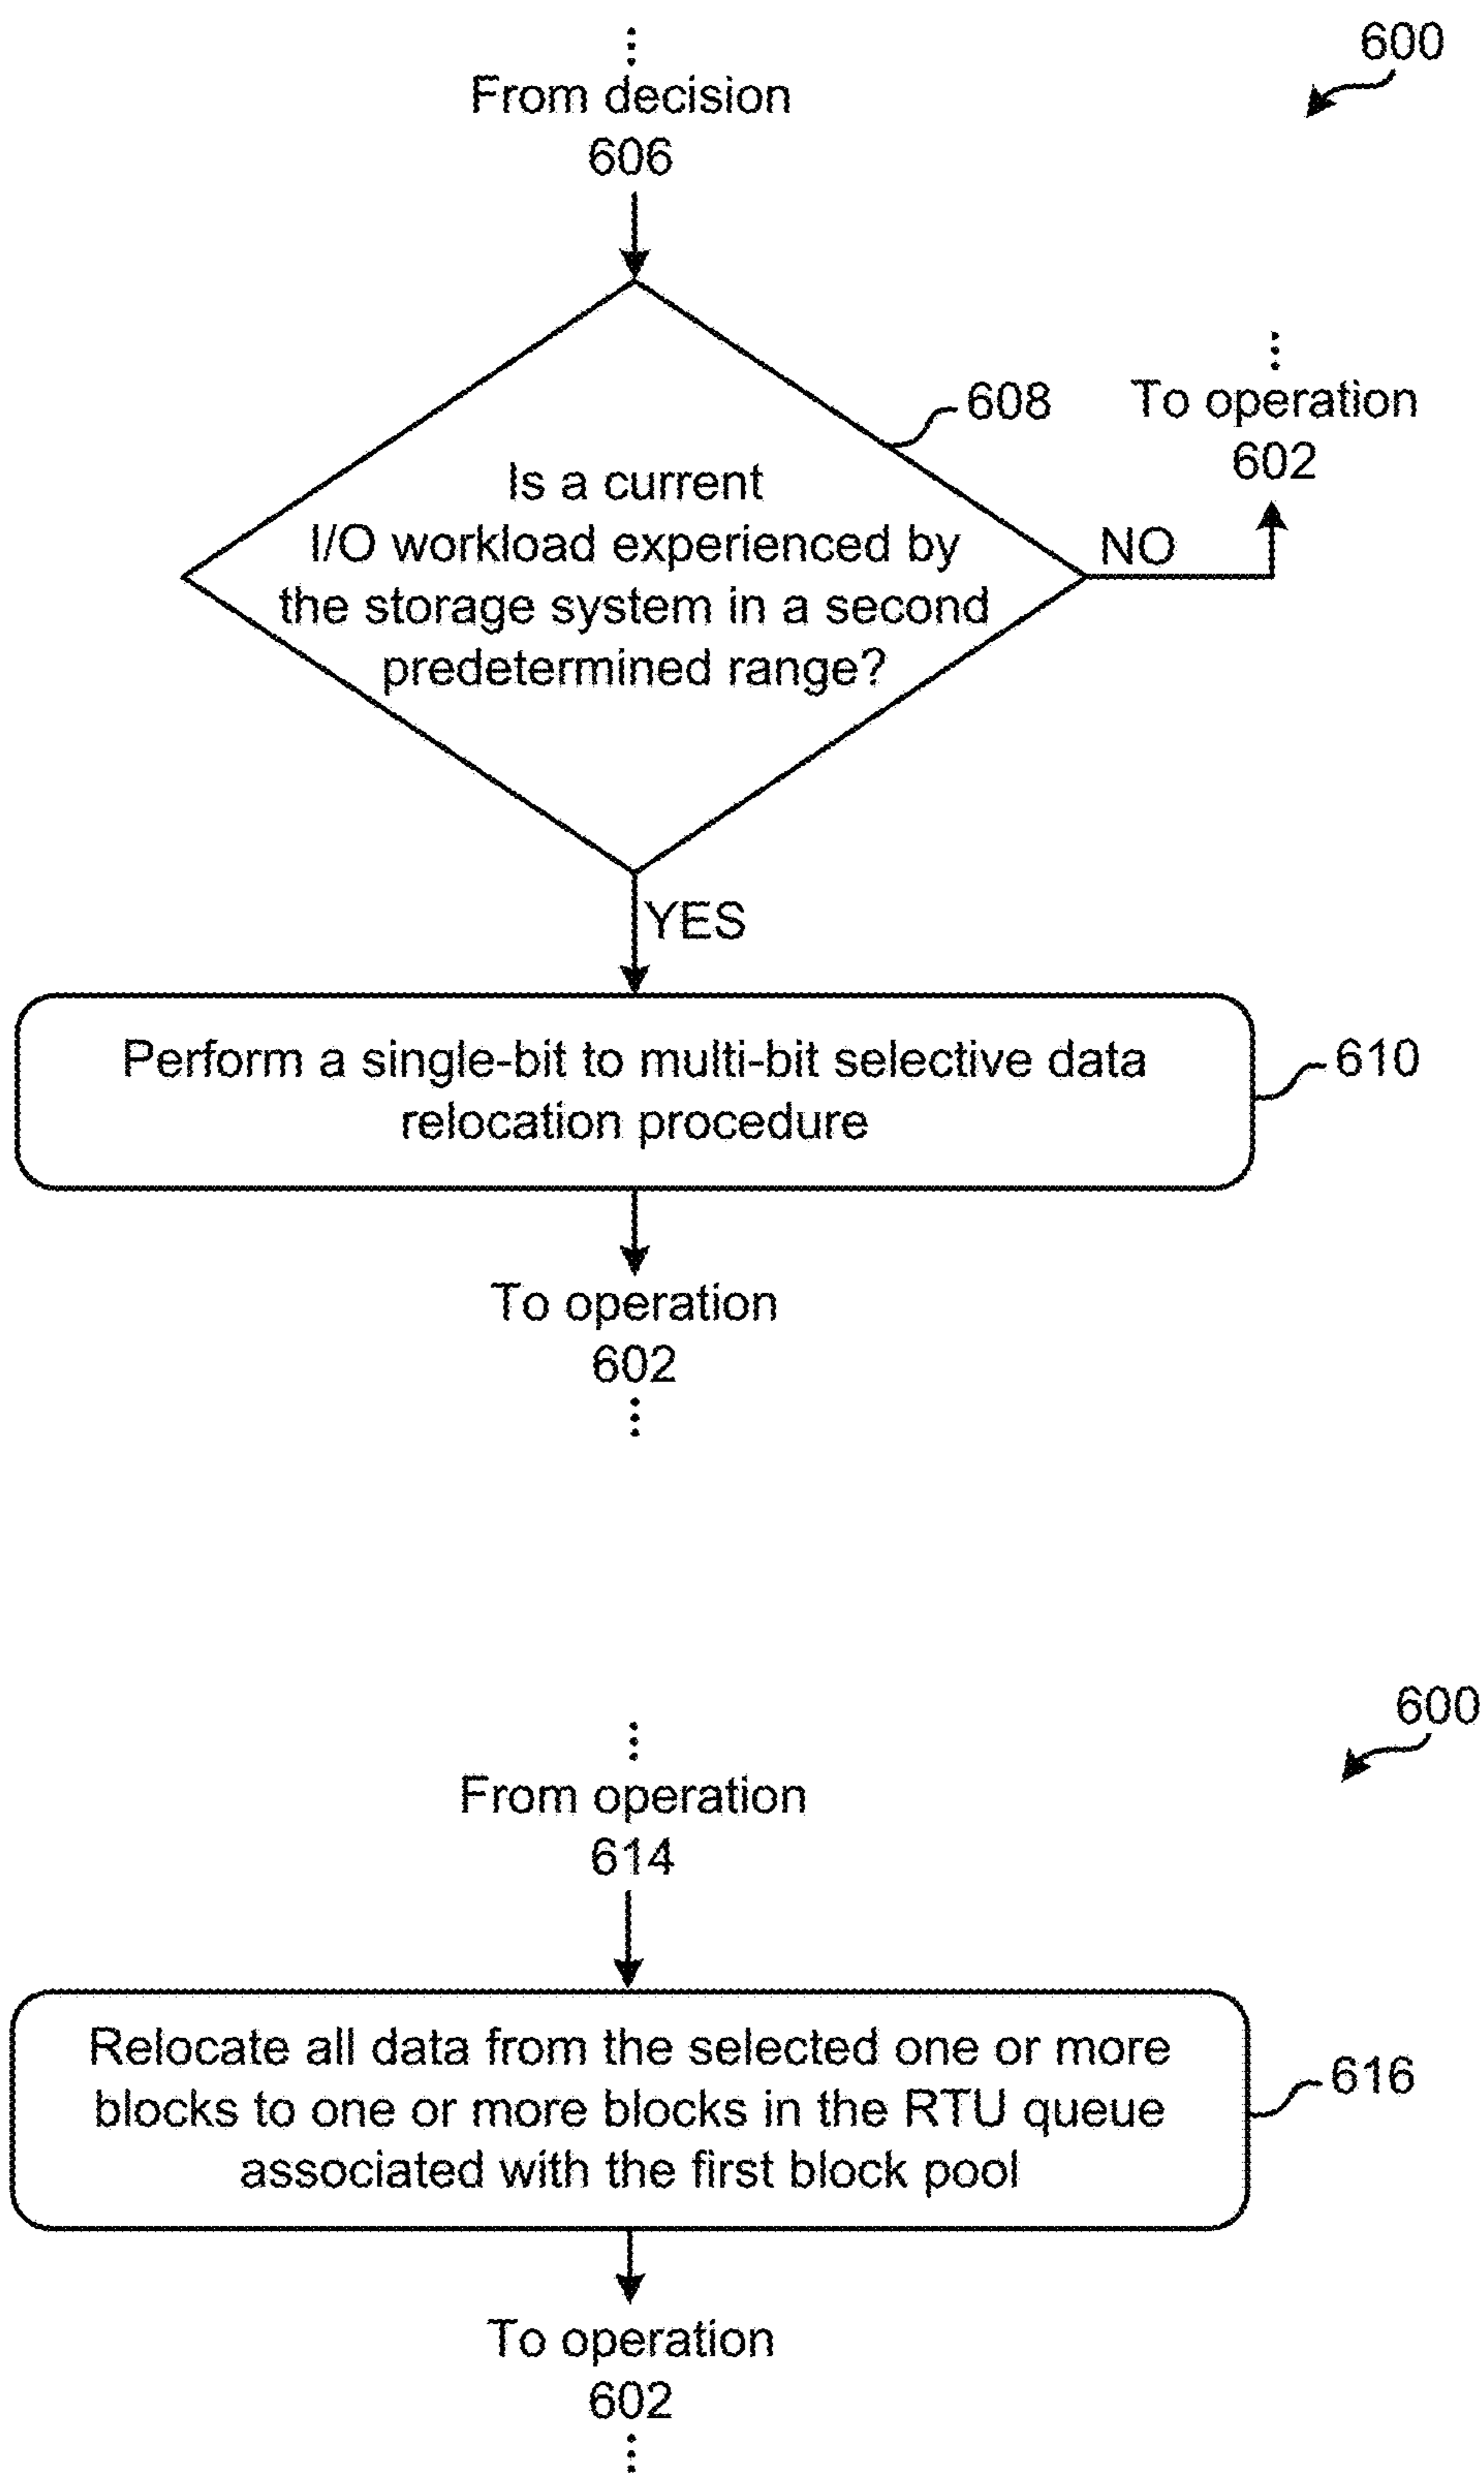 600
From decision
606
608
To operation
602
Is a current
I/O workload experienced by
the storage system in a second
predetermined range?
NO
YES
Perform a single-bit to multi-bit selective data
relocation procedure
610
To operation
602
600
From operation
614
Relocate all data from the selected one or more
blocks to one or more blocks in the RTU queue
associated with the first block pool
616
To operation
602